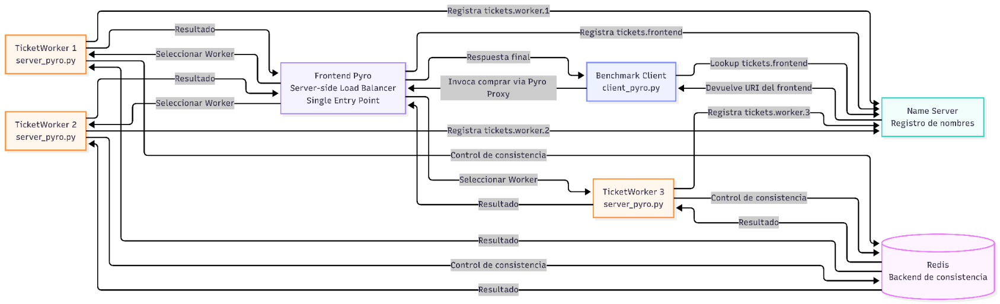 Registra tickets.worker.1
Resultado
Registra tickets.frontend
TicketWorker 1
server_pyro.py
Seleccionar Worker
Respuesta final
Lookup tickets.frontend
Frontend Pyro
Server-side Load Balancer
Single Entry Point
Benchmark Client
client_pyro.py
Resultado
Invoca comprar via Pyro
Proxy
Devuelve URI del frontend
Seleccionar Worker
Registra tickets.worker.3
Name Server
Registro de nombres
TicketWorker 2
server_pyro.py
Registra tickets.worker.2
Control de consistencia
Seleccionar Worker
TicketWorker 3
server_pyro.py
Control de consistencia
Resultado
Resultado
Resultado
Control de consistencia
Redis
Backend de consistencia
Resultado